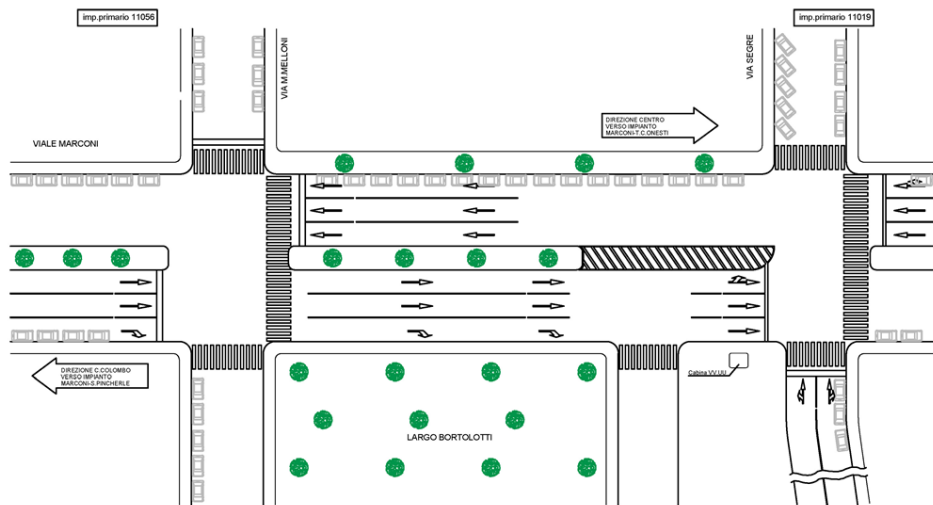 imp.primario 11056
imp.primario 11019
VIA M.MELLONI
VIA SEGRE
DIREZIONE CENTRO
VERSO IMPIANTO
MARCONI-T.C.ONESTI
VIALE MARCONI
DIREZIONE C.COLOMBO
VERSO IMPIANTO
MARCONI-S.PINCHERLE
Cabina VV.UU
LARGO BORTOLOTTI